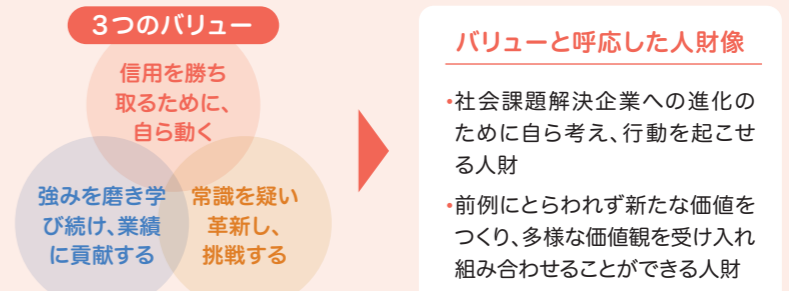 3つのバリュー
信用を勝ち
取るために、
自ら動く
強みを磨き学
び続け、業績
に貢献する
常識を疑い
革新し、
挑戦する
バリューと呼応した人財像
•社会課題解決企業への進化の
ために自ら考え、行動を起こせ
る人財
•前例にとらわれず新たな価値を
つくり、多様な価値観を受け入れ
組み合わせることができる人財